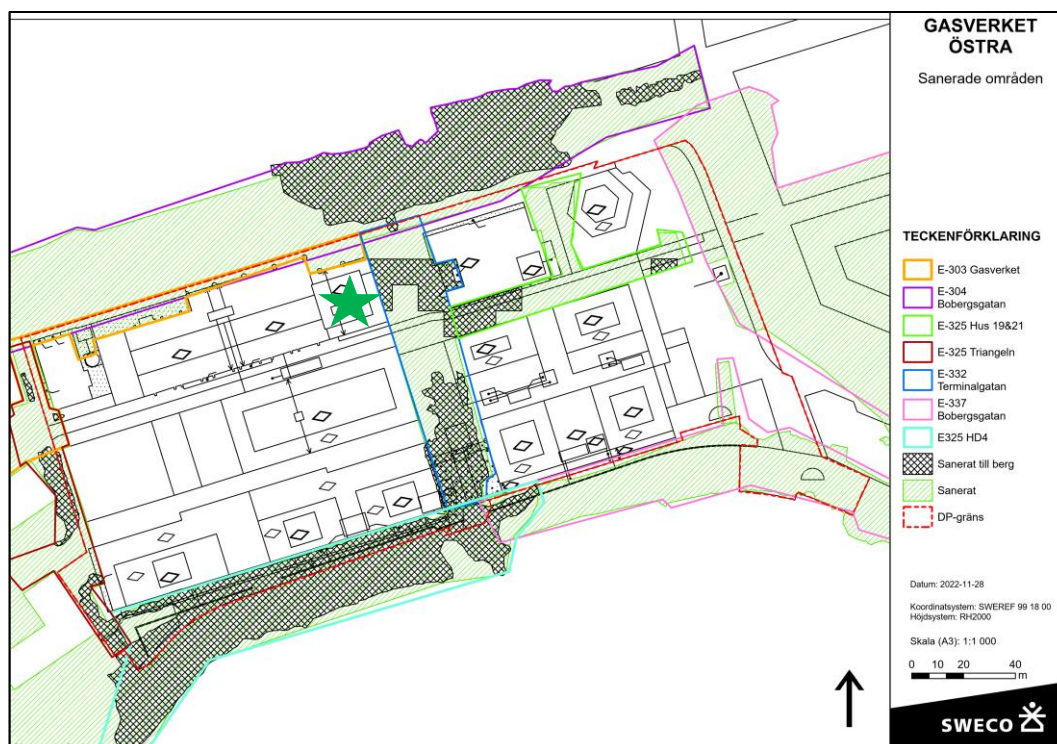 GASVERKET
ÖSTRA
Sanerade områden
TECKENFÖRKLARING
E-303 Gasverket
E-304
Bobergsgatan
E-325 Hus 19&21
E-325 Triangeln
E-332
Terminalgatan
E-337
Bobergsgatan
E325 HD4
Sanerat till berg
Sanerat
DP-gräns
Datum: 2022-11-28
Koordinatsystem: SWEREF 99 18 00
Höjdsystem: RH2000
Skala (A3): 1:1 000
0 10 20 40
m
SWECO